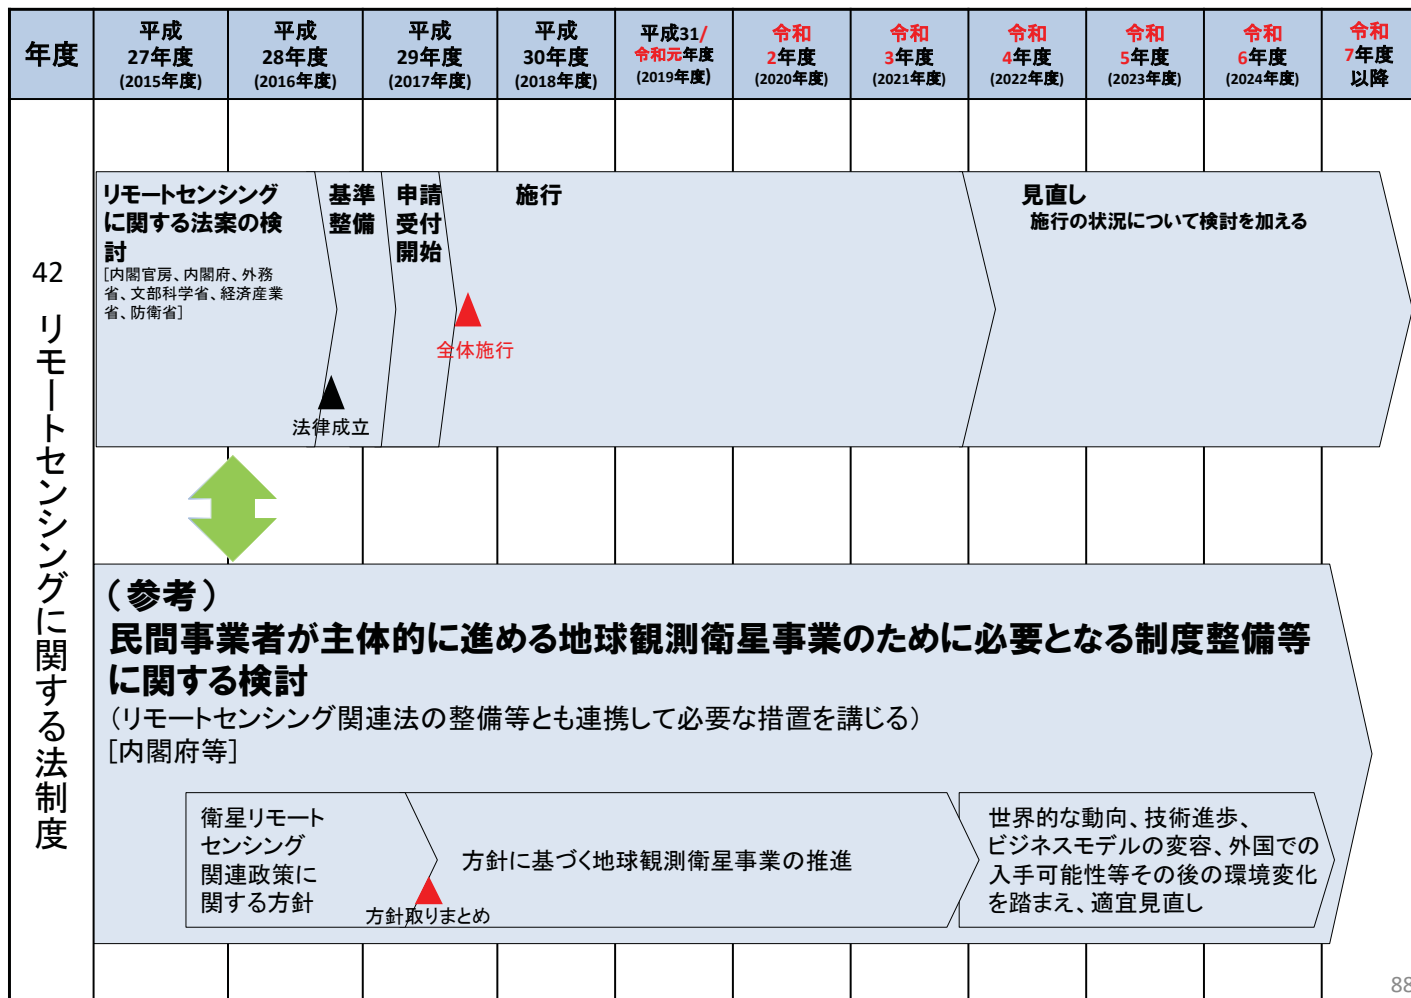 年度
平成
27年度
(2015年度)
平成
28年度
(2016年度)
平成
29年度
(2017年度)
平成
30年度
(2018年度)
平成31/
令和元年度
(2019年度)
令和
2年度
(2020年度)
令和
3年度
(2021年度)
令和
4年度
(2022年度)
令和
5年度
(2023年度)
令和
6年度
(2024年度)
令和
7年度
以降
42
リモートセンシングに関する法制度
リモートセンシング
に関する法案の検
討
[内閣官房、内閣府、外務
省、文部科学省、経済産業
省、防衛省]
基準
整備
申請
受付
開始
施行
見直し
施行の状況について検討を加える
全体施行
法律成立
（参考）
民間事業者が主体的に進める地球観測衛星事業のために必要となる制度整備等
に関する検討
（リモートセンシング関連法の整備等とも連携して必要な措置を講じる）
[内閣府等]
衛星リモート
センシング
関連政策に
関する方針
方針取りまとめ
方針に基づく地球観測衛星事業の推進
世界的な動向、技術進歩、
ビジネスモデルの変容、外国での
入手可能性等その後の環境変化
を踏まえ、適宜見直し
88